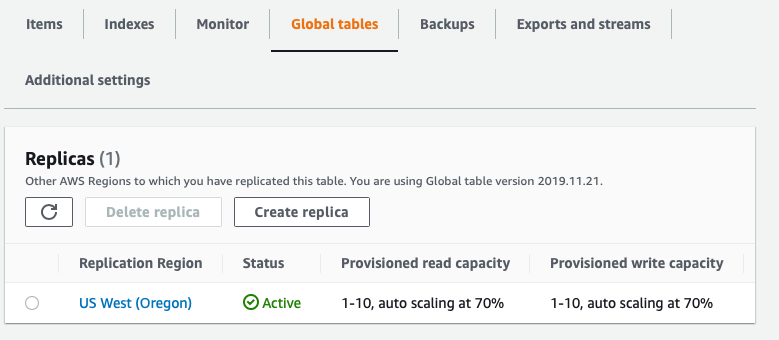 Items Indexes Monitor Global tables Backups Exports and streams
Additional settings
Replicas (1)
Other AWS Regions to which you have replicated this table. You are using Global table version 2019.11.21.
Delete replica Create replica
Replication Region Status Provisioned read capacity Provisioned write capacity
US West (Oregon) Active 1-10, auto scaling at 70% 1-10, auto scaling at 70%